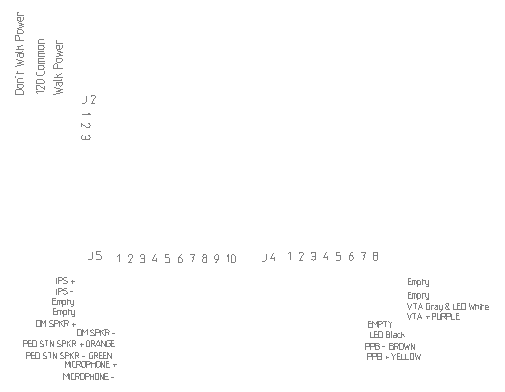 Don't Walk Power
120 Common
Walk Power
J2
1
2
3
J5 1 2 3 4 5 6 7 8 9 10
J4 1 2 3 4 5 6 7 8
IPS +
IPS -
Empty
Empty
OM SPKR +
OM SPKR -
PED STN SPKR + ORANGE
PED STN SPKR - GREEN
MICROPHONE +
MICROPHONE -
Empty
Empty
VTA Gray & LED White
VTA + PURPLE
EMPTY
LED Black
PPB - BROWN
PPB + YELLOW